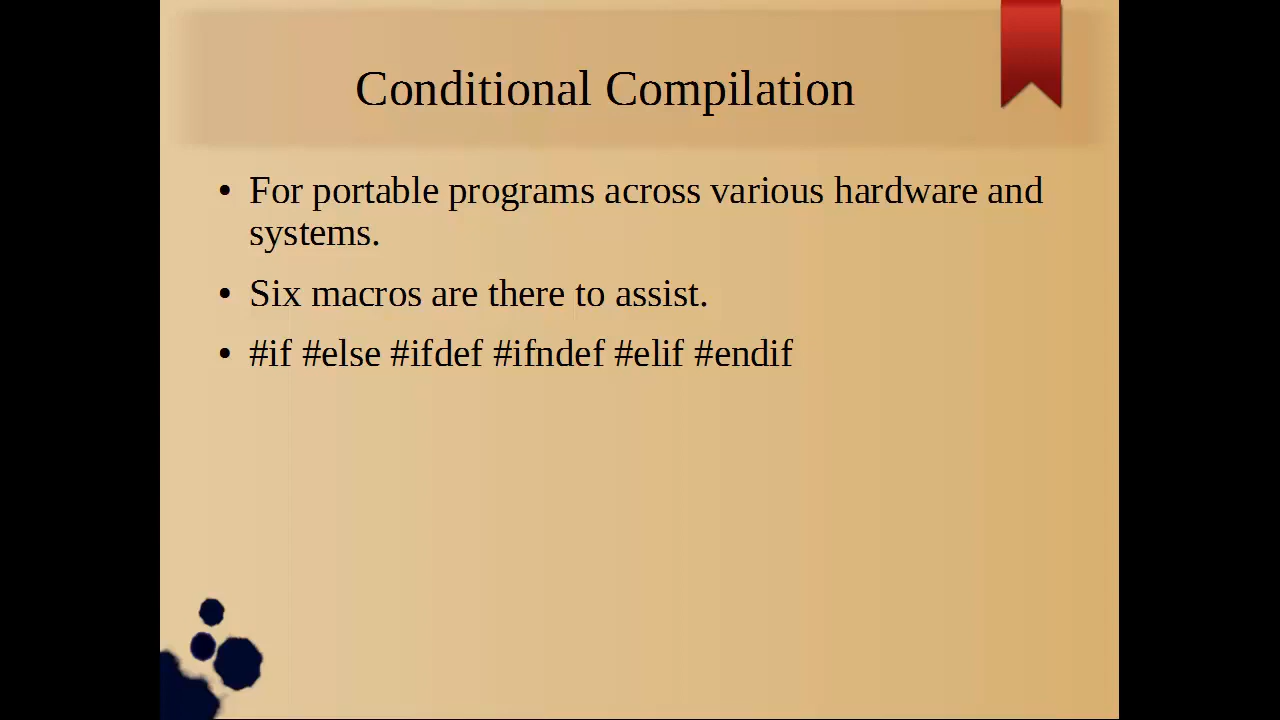 Conditional Compilation
• For portable programs across various hardware and
systems.
• Six macros are there to assist.
• #if #else #ifdef #ifndef #elif #endif